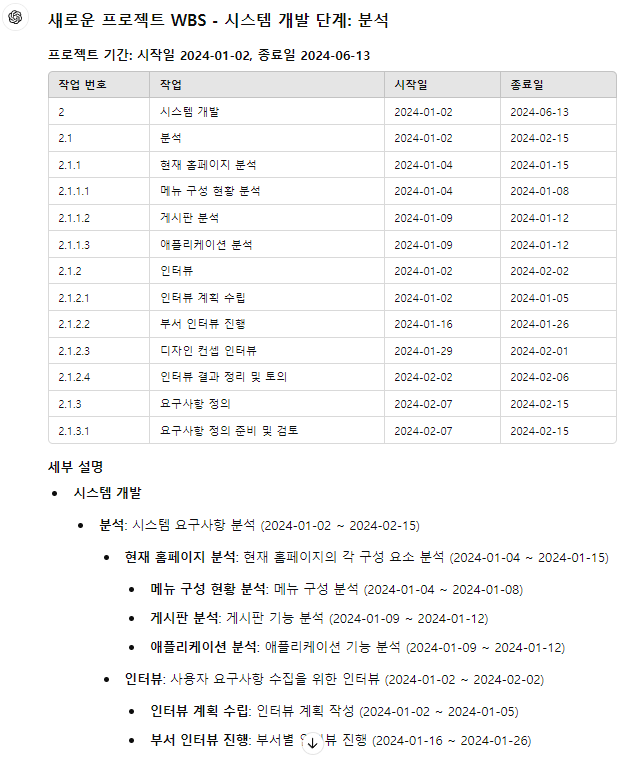 새로운 프로젝트 WBS - 시스템 개발 단계: 분석
프로젝트 기간: 시작일 2024-01-02, 종료일 2024-06-13
작업 번호 작업 시작일 종료일
2 시스템 개발 2024-01-02 2024-06-13
2.1 분석 2024-01-02 2024-02-15
2.1.1 현재 홈페이지 분석 2024-01-04 2024-01-15
2.1.1.1 메뉴 구성 현황 분석 2024-01-04 2024-01-08
2.1.1.2 게시판 분석 2024-01-09 2024-01-12
2.1.1.3 애플리케이션 분석 2024-01-09 2024-01-12
2.1.2 인터뷰 2024-01-02 2024-02-02
2.1.2.1 인터뷰 계획 수립 2024-01-02 2024-01-05
2.1.2.2 부서 인터뷰 진행 2024-01-16 2024-01-26
2.1.2.3 디자인 컨셉 인터뷰 2024-01-29 2024-02-01
2.1.2.4 인터뷰 결과 정리 및 토의 2024-02-02 2024-02-06
2.1.3 요구사항 정의 2024-02-07 2024-02-15
2.1.3.1 요구사항 정의 준비 및 검토 2024-02-07 2024-02-15
세부 설명
• 시스템 개발
• 분석: 시스템 요구사항 분석 (2024-01-02 ~ 2024-02-15)
• 현재 홈페이지 분석: 현재 홈페이지의 각 구성 요소 분석 (2024-01-04 ~ 2024-01-15)
• 메뉴 구성 현황 분석: 메뉴 구성 분석 (2024-01-04 ~ 2024-01-08)
• 게시판 분석: 게시판 기능 분석 (2024-01-09 ~ 2024-01-12)
• 애플리케이션 분석: 애플리케이션 기능 분석 (2024-01-09 ~ 2024-01-12)
• 인터뷰: 사용자 요구사항 수집을 위한 인터뷰 (2024-01-02 ~ 2024-02-02)
• 인터뷰 계획 수립: 인터뷰 계획 작성 (2024-01-02 ~ 2024-01-05)
• 부서 인터뷰 진행: 부서별 인터뷰 진행 (2024-01-16 ~ 2024-01-26)